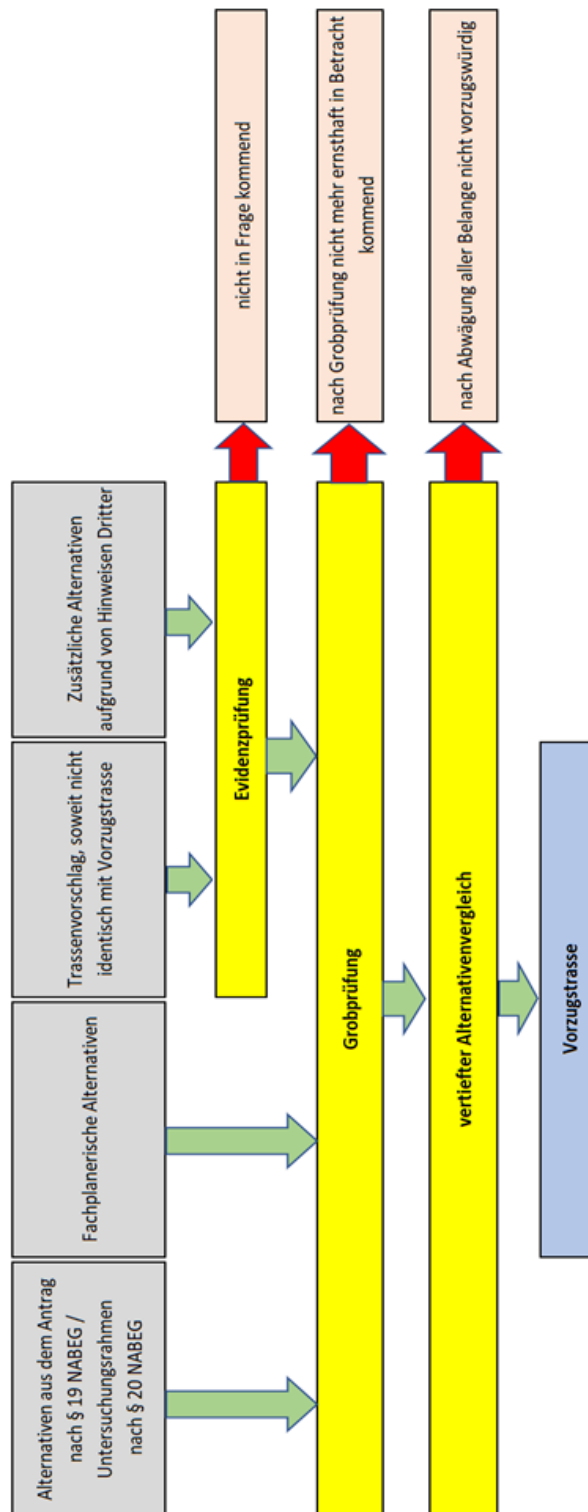 Alternativen aus dem Antrag
nach § 19 NABEG /
Untersuchungsrahmen
nach § 20 NABEG
Fachplanerische Alternativen
Trassenvorschlag, soweit nicht
identisch mit Vorzugstrasse
Zusätzliche Alternativen
aufgrund von Hinweisen Dritter
Evidenzprüfung
nicht in Frage kommend
Grobprüfung
nach Grobprüfung nicht mehr ernsthaft in Betracht
kommend
vertiefter Alternativenvergleich
nach Abwägung aller Belange nicht vorzugswürdig
Vorzugstrasse